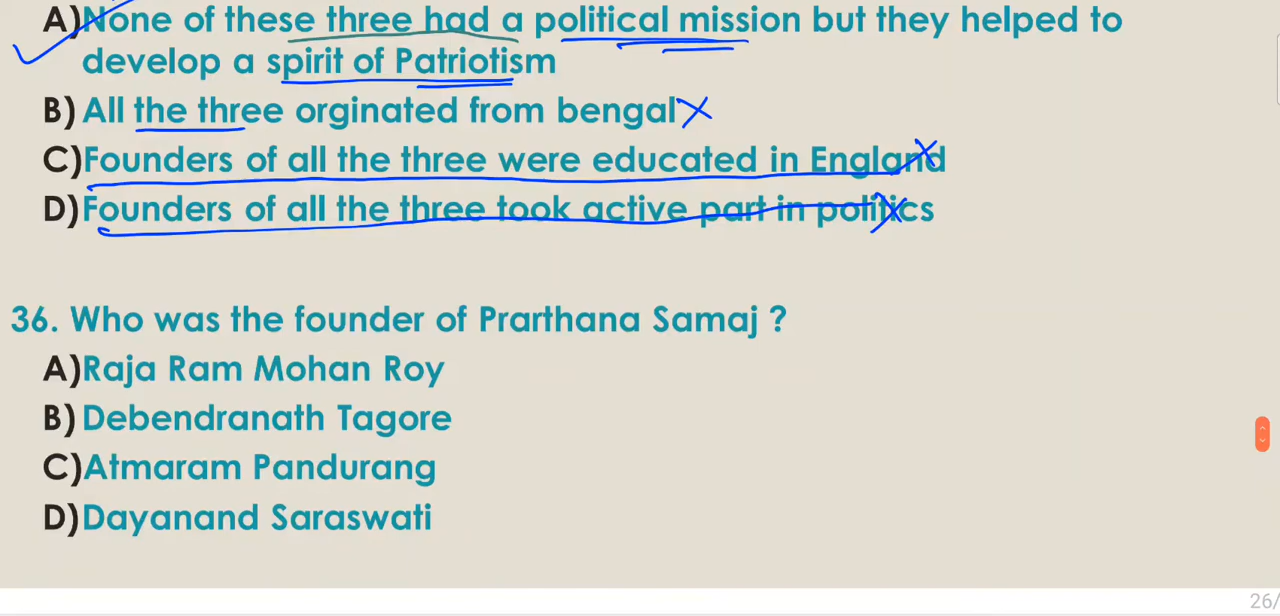 A)None of these three had a political mission but they helped to
develop a spirit of Patriotism
B) All the three orginated from bengal
C)Founders of all the three were educated in England
D)Founders of all the three took active part in politics
36. Who was the founder of Prarthana Samaj ?
A)Raja Ram Mohan Roy
B) Debendranath Tagore
C)Atmaram Pandurang
D)Dayanand Saraswati
26/